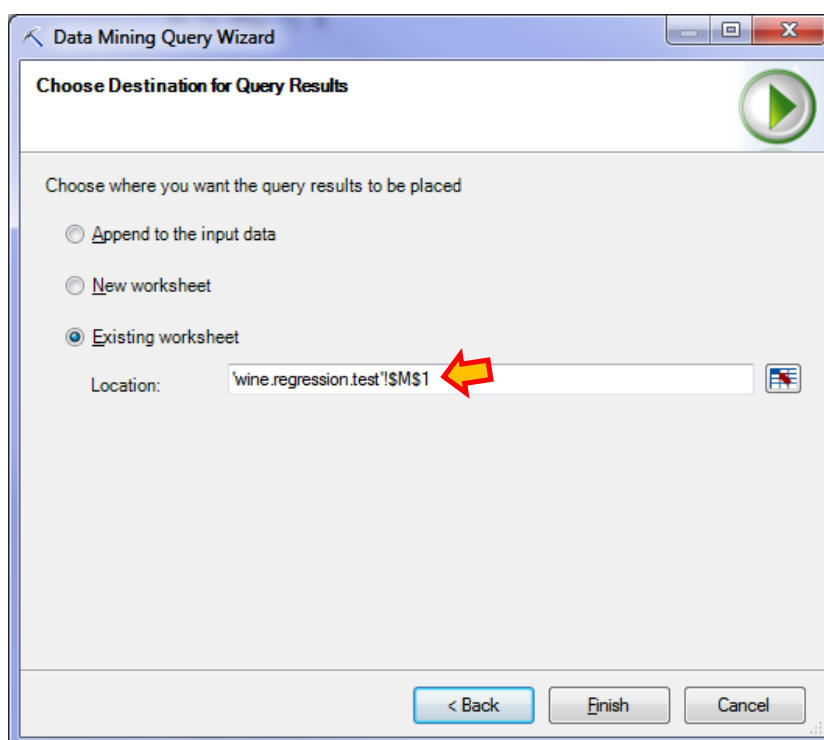 Data Mining Query Wizard
Choose Destination for Query Results
Choose where you want the query results to be placed
Append to the input data
New worksheet
Existing worksheet
Location: 'wine.regression.test'!$M$1
< Back Finish Cancel